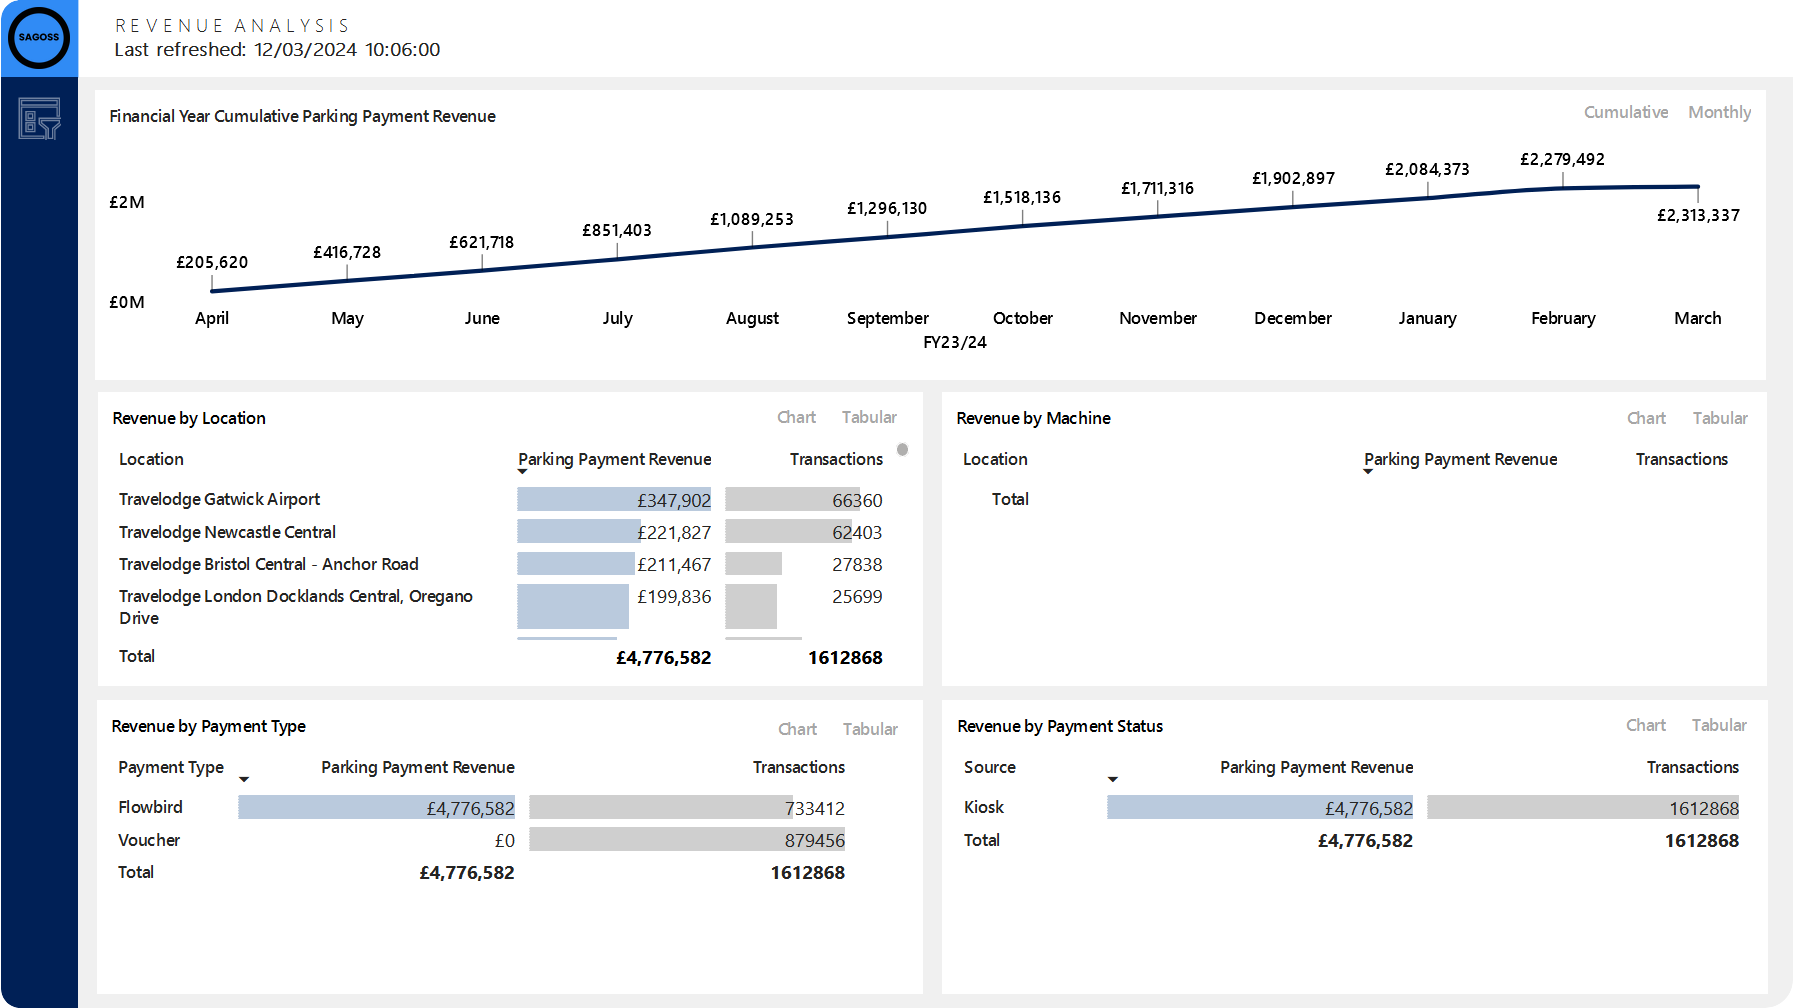 SAGOSS
REVENUE ANALYSIS
Last refreshed: 12/03/2024 10:06:00
Financial Year Cumulative Parking Payment Revenue
Cumulative Monthly
£2M
£0M
£205,620
£416,728
£621,718
£851,403
£1,089,253
£1,296,130
£1,518,136
£1,711,316
£1,902,897
£2,084,373
£2,279,492
£2,313,337
April May June July August September October November December January February March
FY23/24
Revenue by Location
Chart Tabular
Location Parking Payment Revenue Transactions
Travelodge Gatwick Airport £347,902 66360
Travelodge Newcastle Central £221,827 62403
Travelodge Bristol Central - Anchor Road £211,467 27838
Travelodge London Docklands Central, Oregano £199,836 25699
Drive
Total £4,776,582 1612868
Revenue by Machine
Chart Tabular
Location Parking Payment Revenue Transactions
Total
Revenue by Payment Type
Chart Tabular
Payment Type Parking Payment Revenue Transactions
Flowbird £4,776,582 733412
Voucher £0 879456
Total £4,776,582 1612868
Revenue by Payment Status
Chart Tabular
Source Parking Payment Revenue Transactions
Kiosk £4,776,582 1612868
Total £4,776,582 1612868